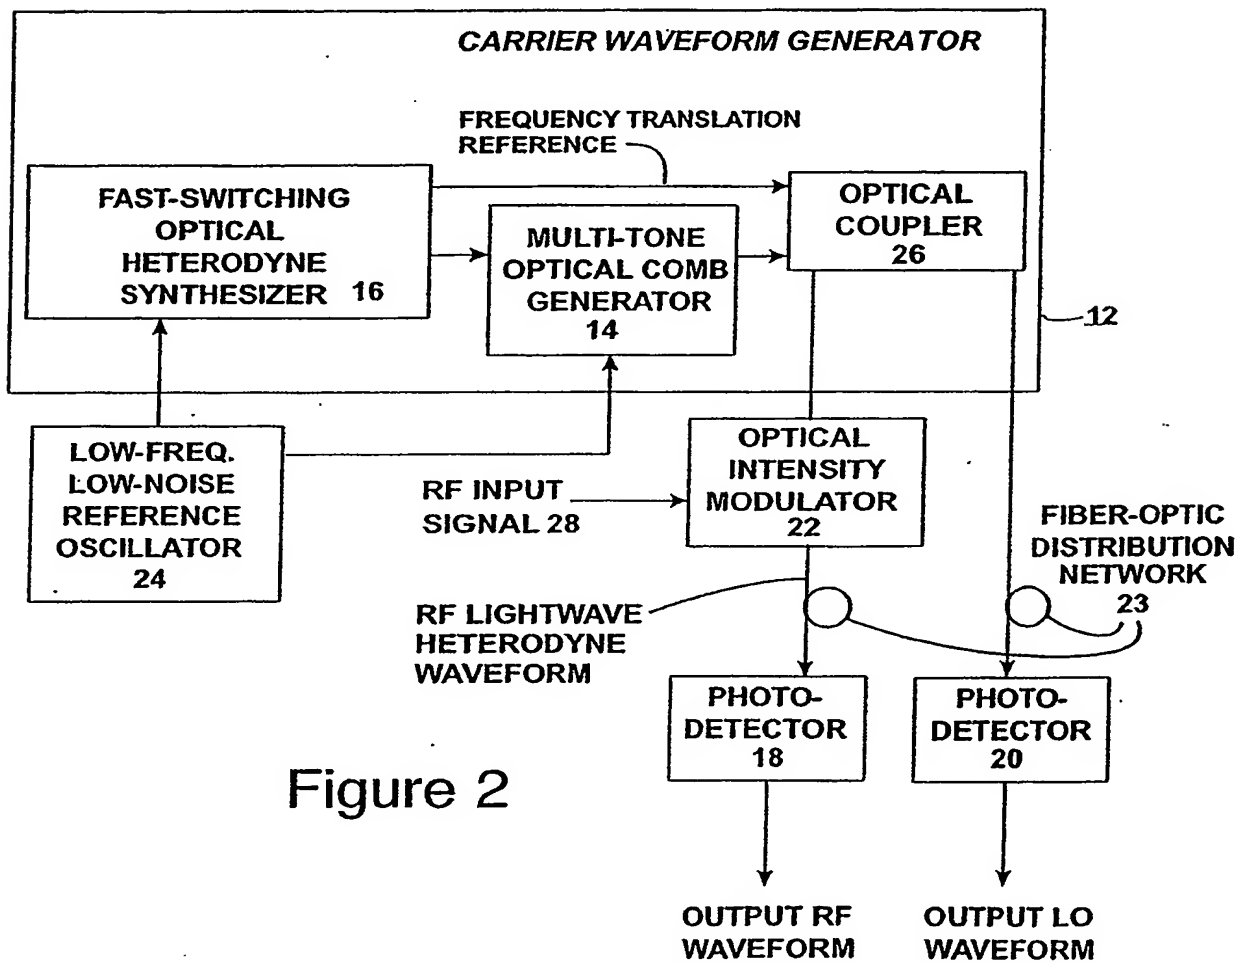 CARRIER WAVEFORM GENERATOR
FREQUENCY TRANSLATION
REFERENCE
FAST-SWITCHING
OPTICAL
HETERODYNE
SYNTHESIZER 16
MULTI-TONE
OPTICAL COMB
GENERATOR
14
OPTICAL
COUPLER
26
12
LOW-FREQ.
LOW-NOISE
REFERENCE
OSCILLATOR
24
RF INPUT
SIGNAL 28
OPTICAL
INTENSITY
MODULATOR
22
FIBER-OPTIC
DISTRIBUTION
NETWORK
23
RF LIGHTWAVE
HETERODYNE
WAVEFORM
PHOTO-
DETECTOR
18
PHOTO-
DETECTOR
20
Figure 2
OUTPUT RF
WAVEFORM
OUTPUT LO
WAVEFORM